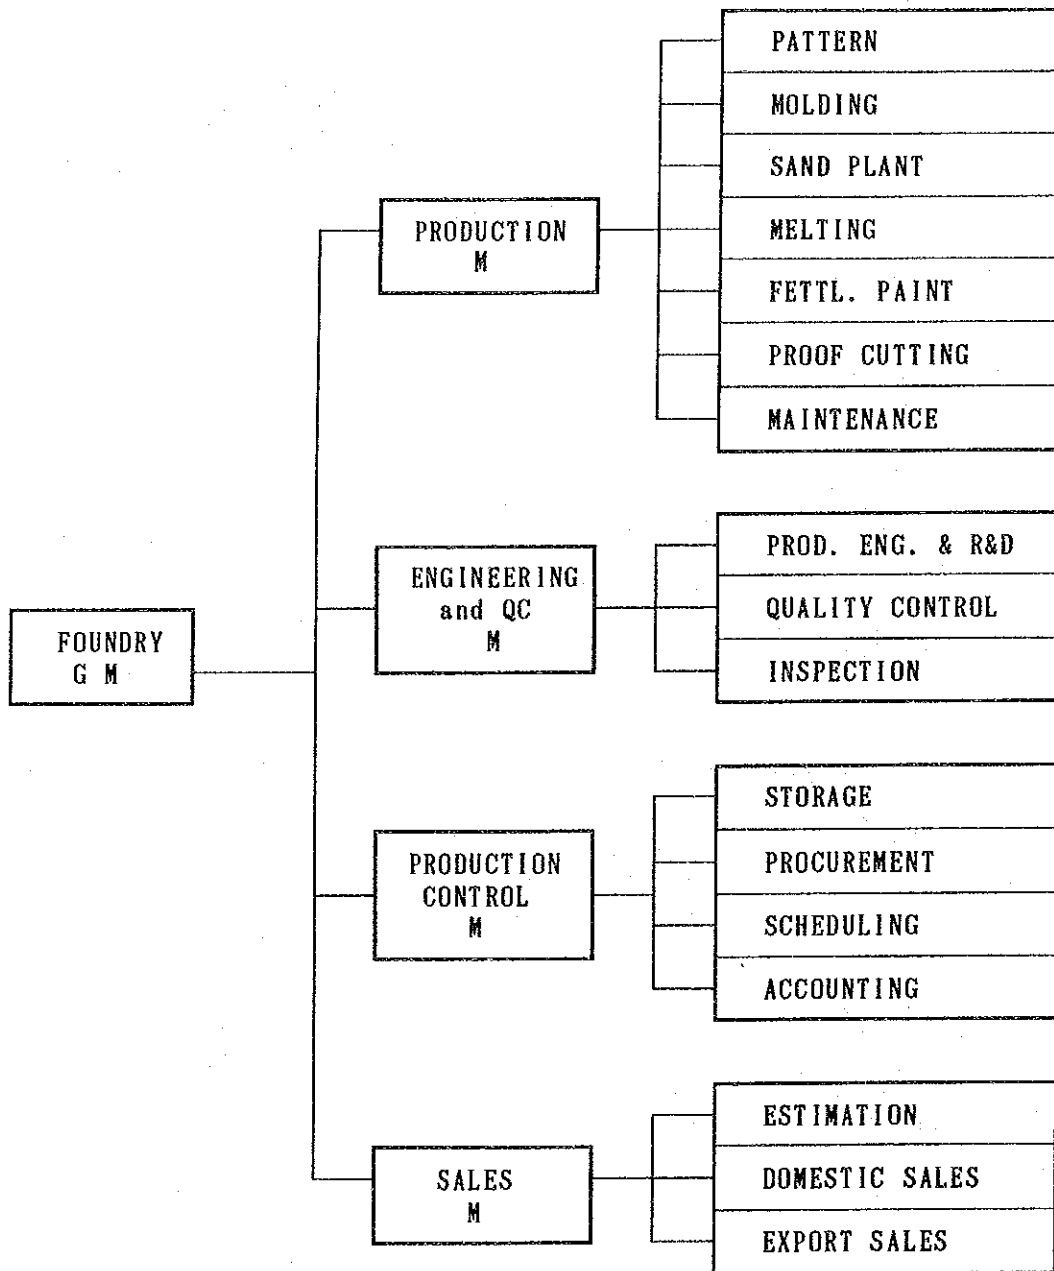 FOUNDRY
G M
PRODUCTION
M
PATTERN
MOLDING
SAND PLANT
MELTING
FETTL. PAINT
PROOF CUTTING
MAINTENANCE
ENGINEERING
and QC
M
PROD. ENG. & R&D
QUALITY CONTROL
INSPECTION
PRODUCTION
CONTROL
M
STORAGE
PROCUREMENT
SCHEDULING
ACCOUNTING
SALES
M
ESTIMATION
DOMESTIC SALES
EXPORT SALES